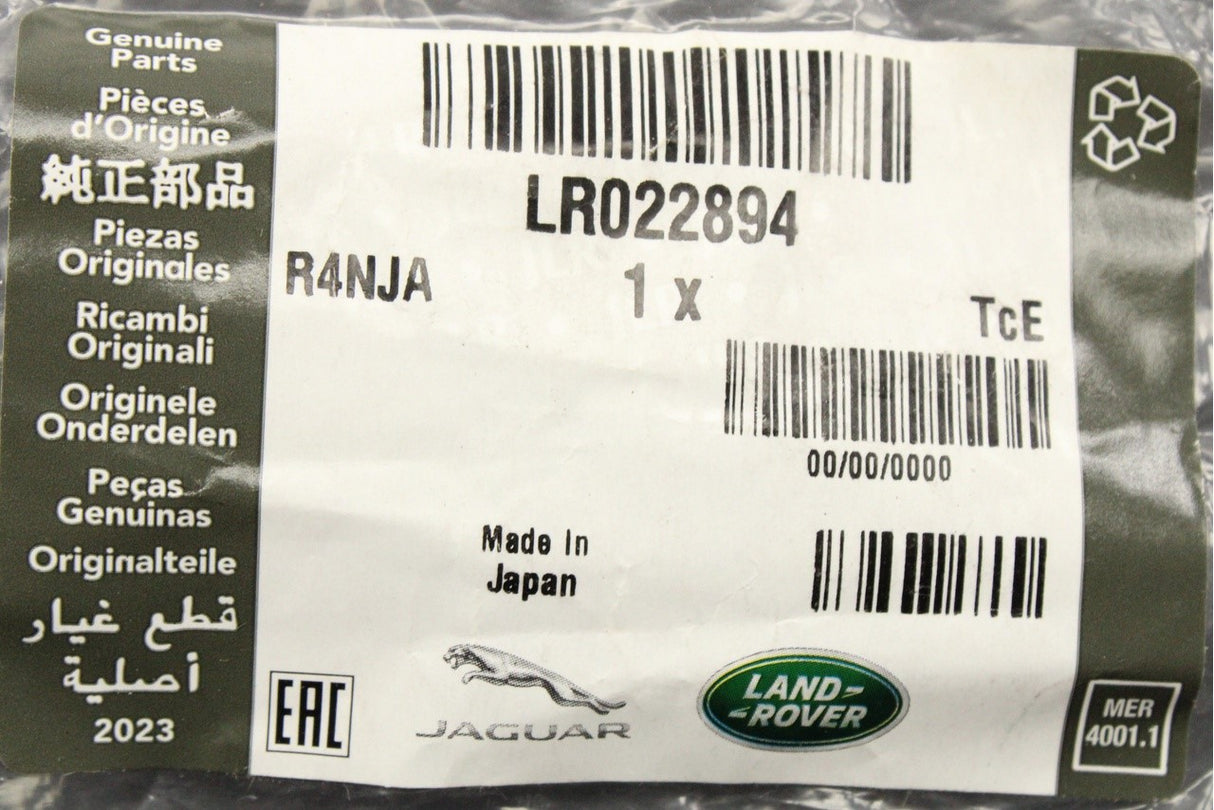 Genuine
Parts
Pièces
d'Origine
純正部品
Piezas
Originales
Ricambi
Originali
Originele
Onderdelen
Peças
Genuinas
Originalteile
قطع غيار
أصلية
2023
LR022894
R4NJA
1 x
TcE
00/00/0000
Made In
Japan
EAC
JAGUAR
LAND-
-ROVER
MER
4001.1